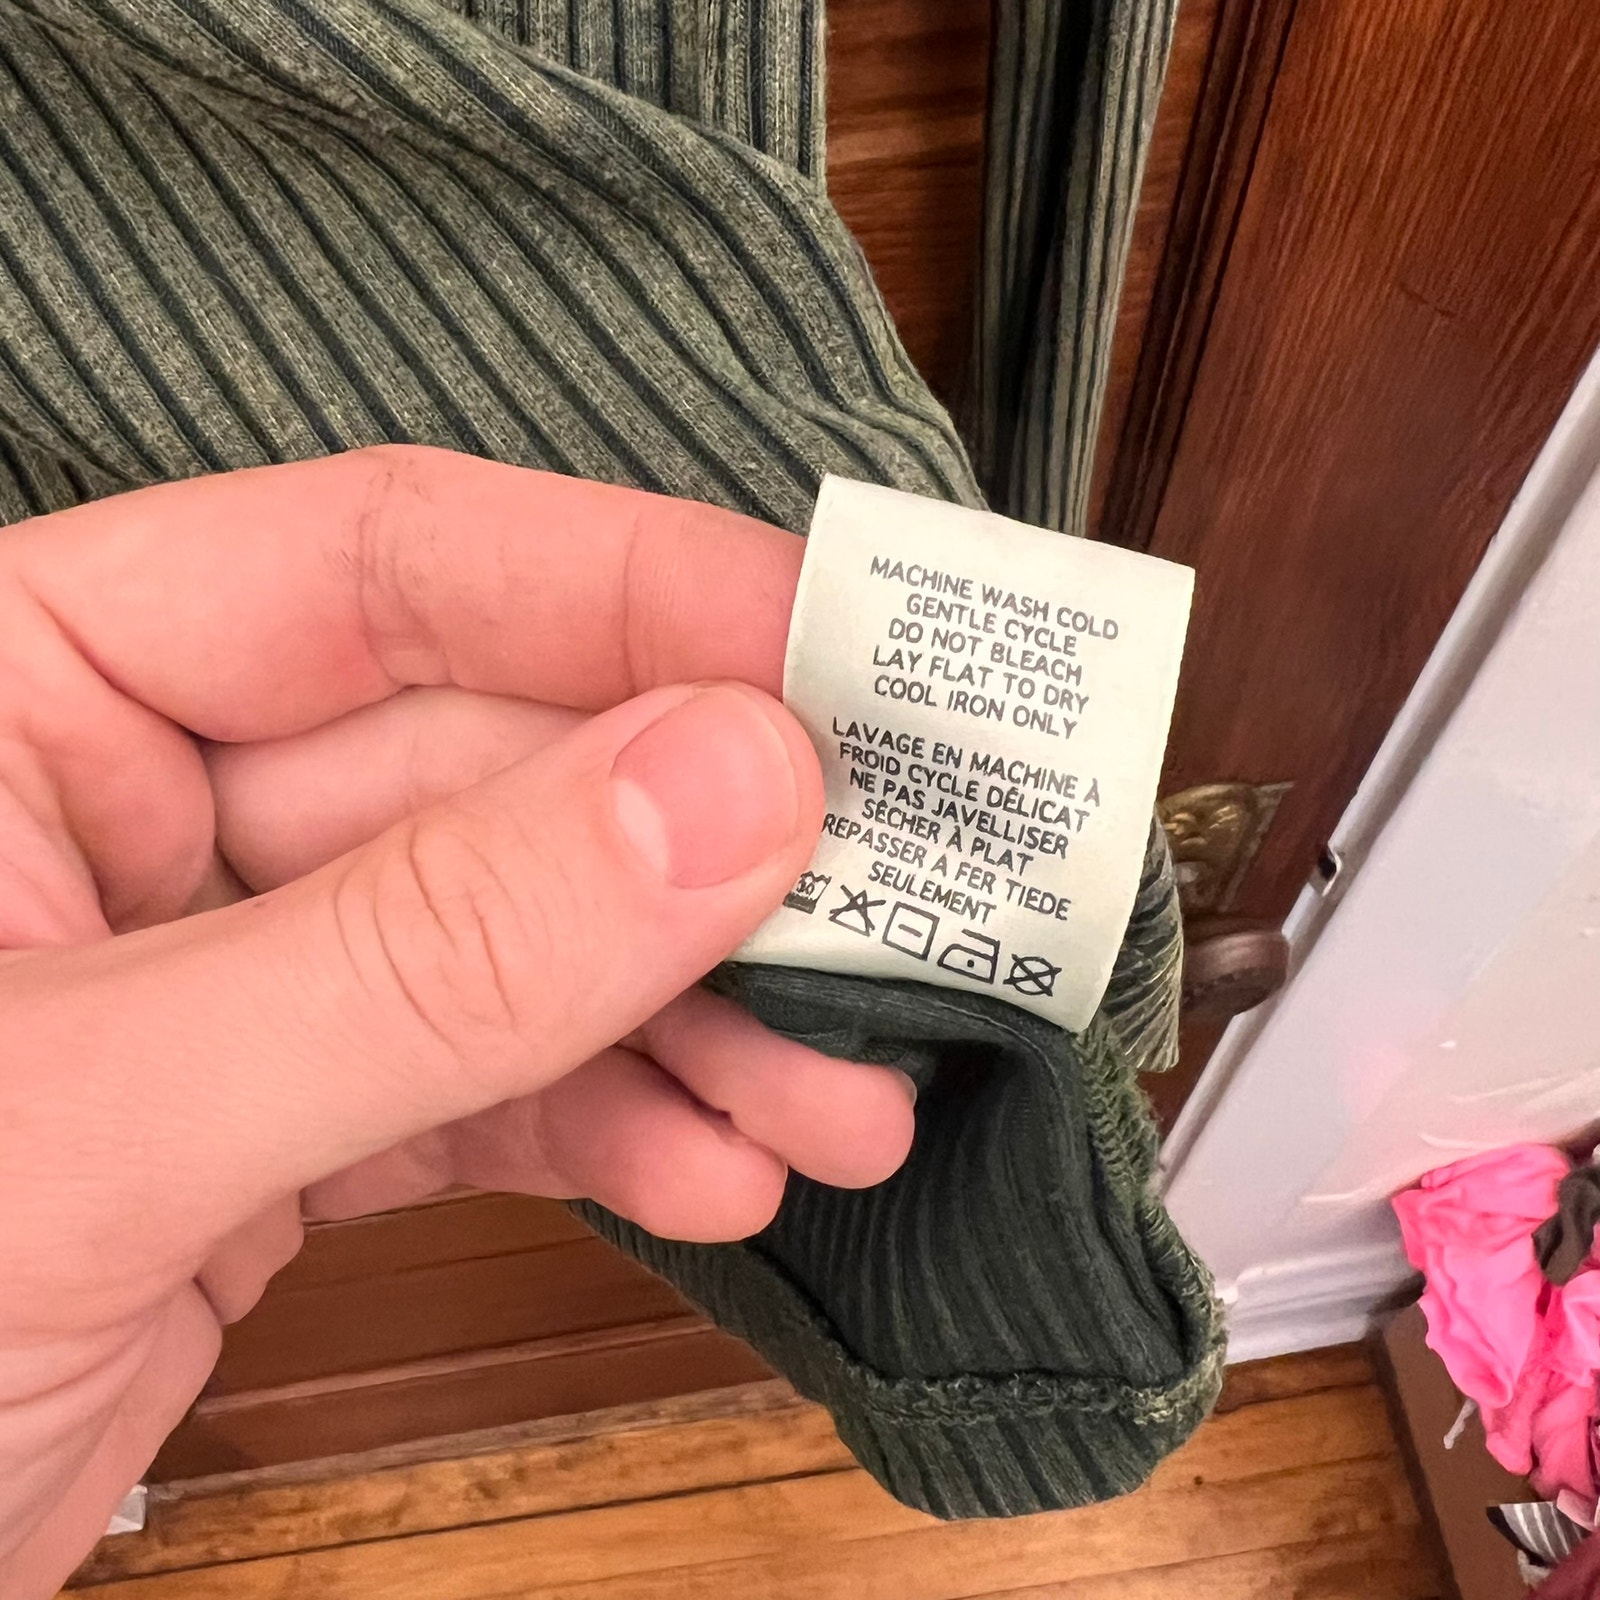 MACHINE WASH COLD
GENTLE CYCLE
DO NOT BLEACH
LAY FLAT TO DRY
COOL IRON ONLY
LAVAGE EN MACHINE À
FROID CYCLE DÉLICAT
NE PAS JAVELLISER
SÉCHER À PLAT
REPASSER A FER TIEDE
SEULEMENT
30